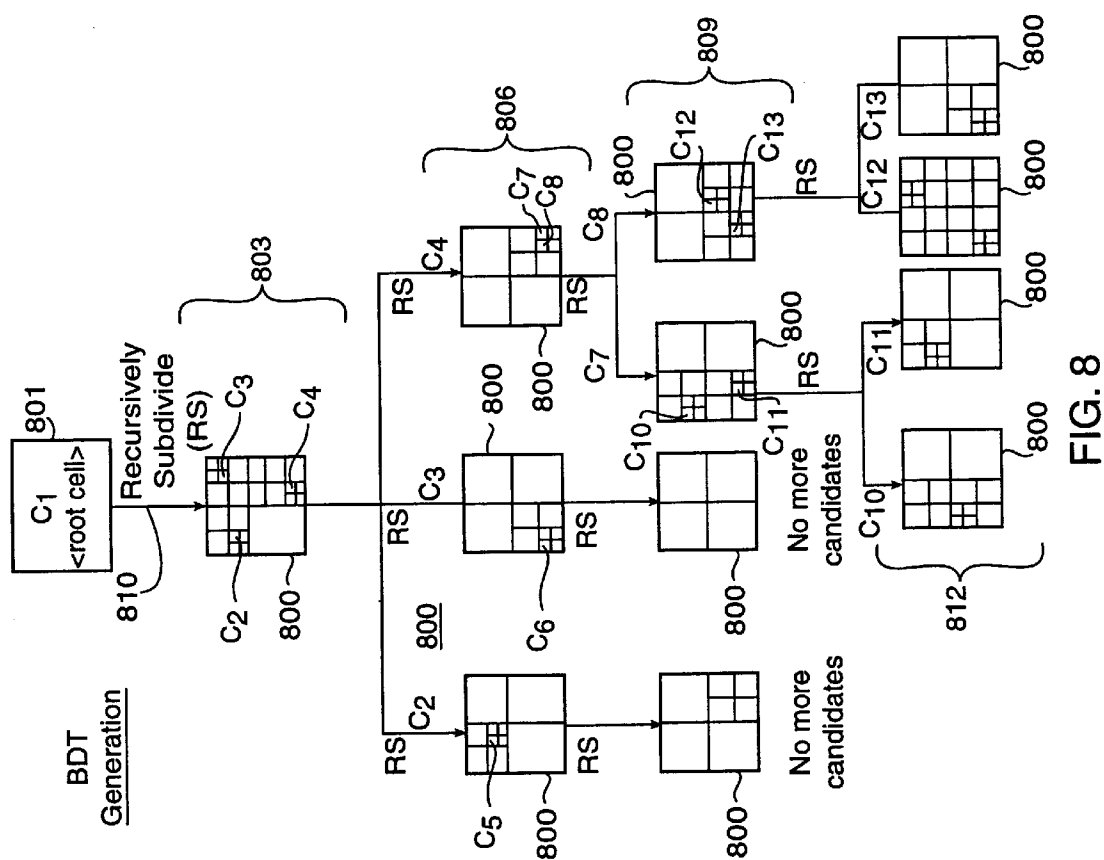 BDT
Generation
C1
<root cell>
801
810
Recursively
Subdivide
(RS)
803
C2
C3
C4
800
RS
C2
RS
C3
RS
C4
800
806
C5
800
C6
800
C7
C8
800
RS
RS
RS
C7
C8
809
800
No more
candidates
800
No more
candidates
C10
C11
800
800
C12
C13
RS
RS
C10
C11
C12
C13
812
800
800
800
800
FIG. 8